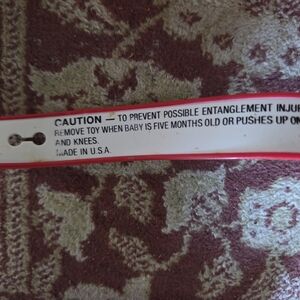 CAUTION — TO PREVENT POSSIBLE ENTANGLEMENT INJUR
REMOVE TOY WHEN BABY IS FIVE MONTHS OLD OR PUSHES UP ON
AND KNEES.
MADE IN U.S.A.